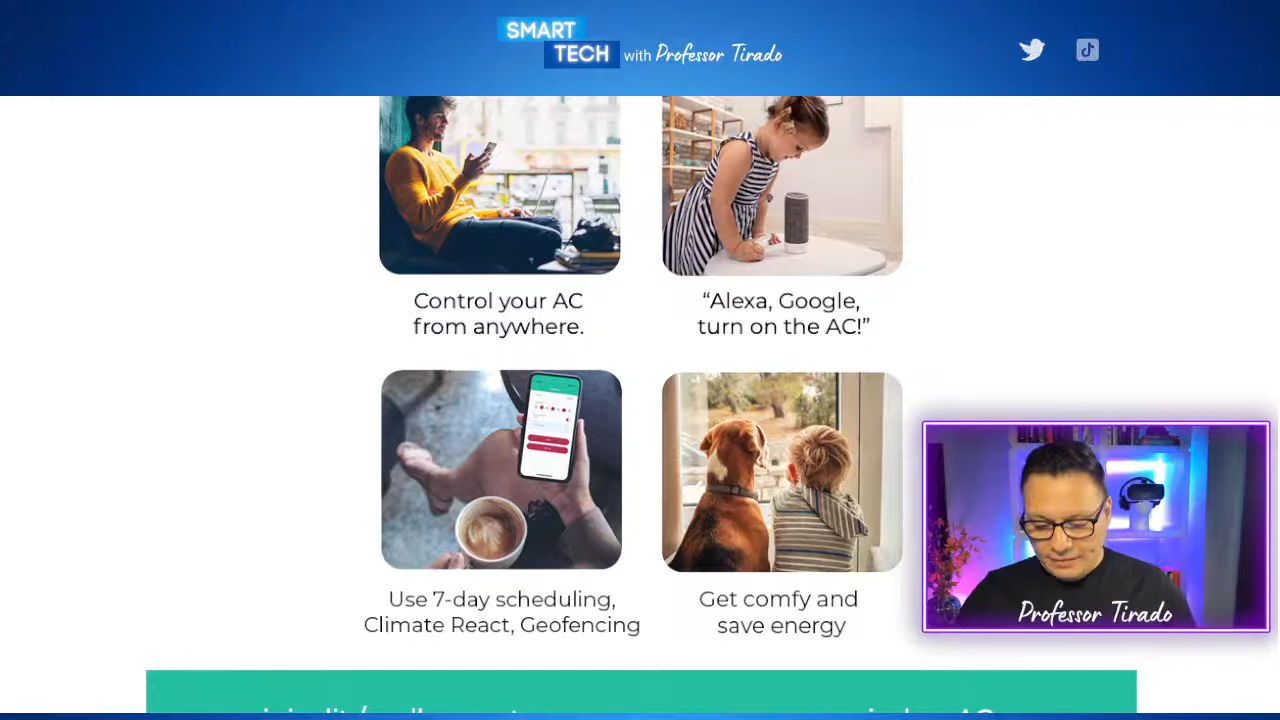 SMART
TECH with Professor Tirado
Control your AC
from anywhere.
“Alexa, Google,
turn on the AC!”
Use 7-day scheduling,
Climate React, Geofencing
Get comfy and
save energy
Professor Tirado
AC